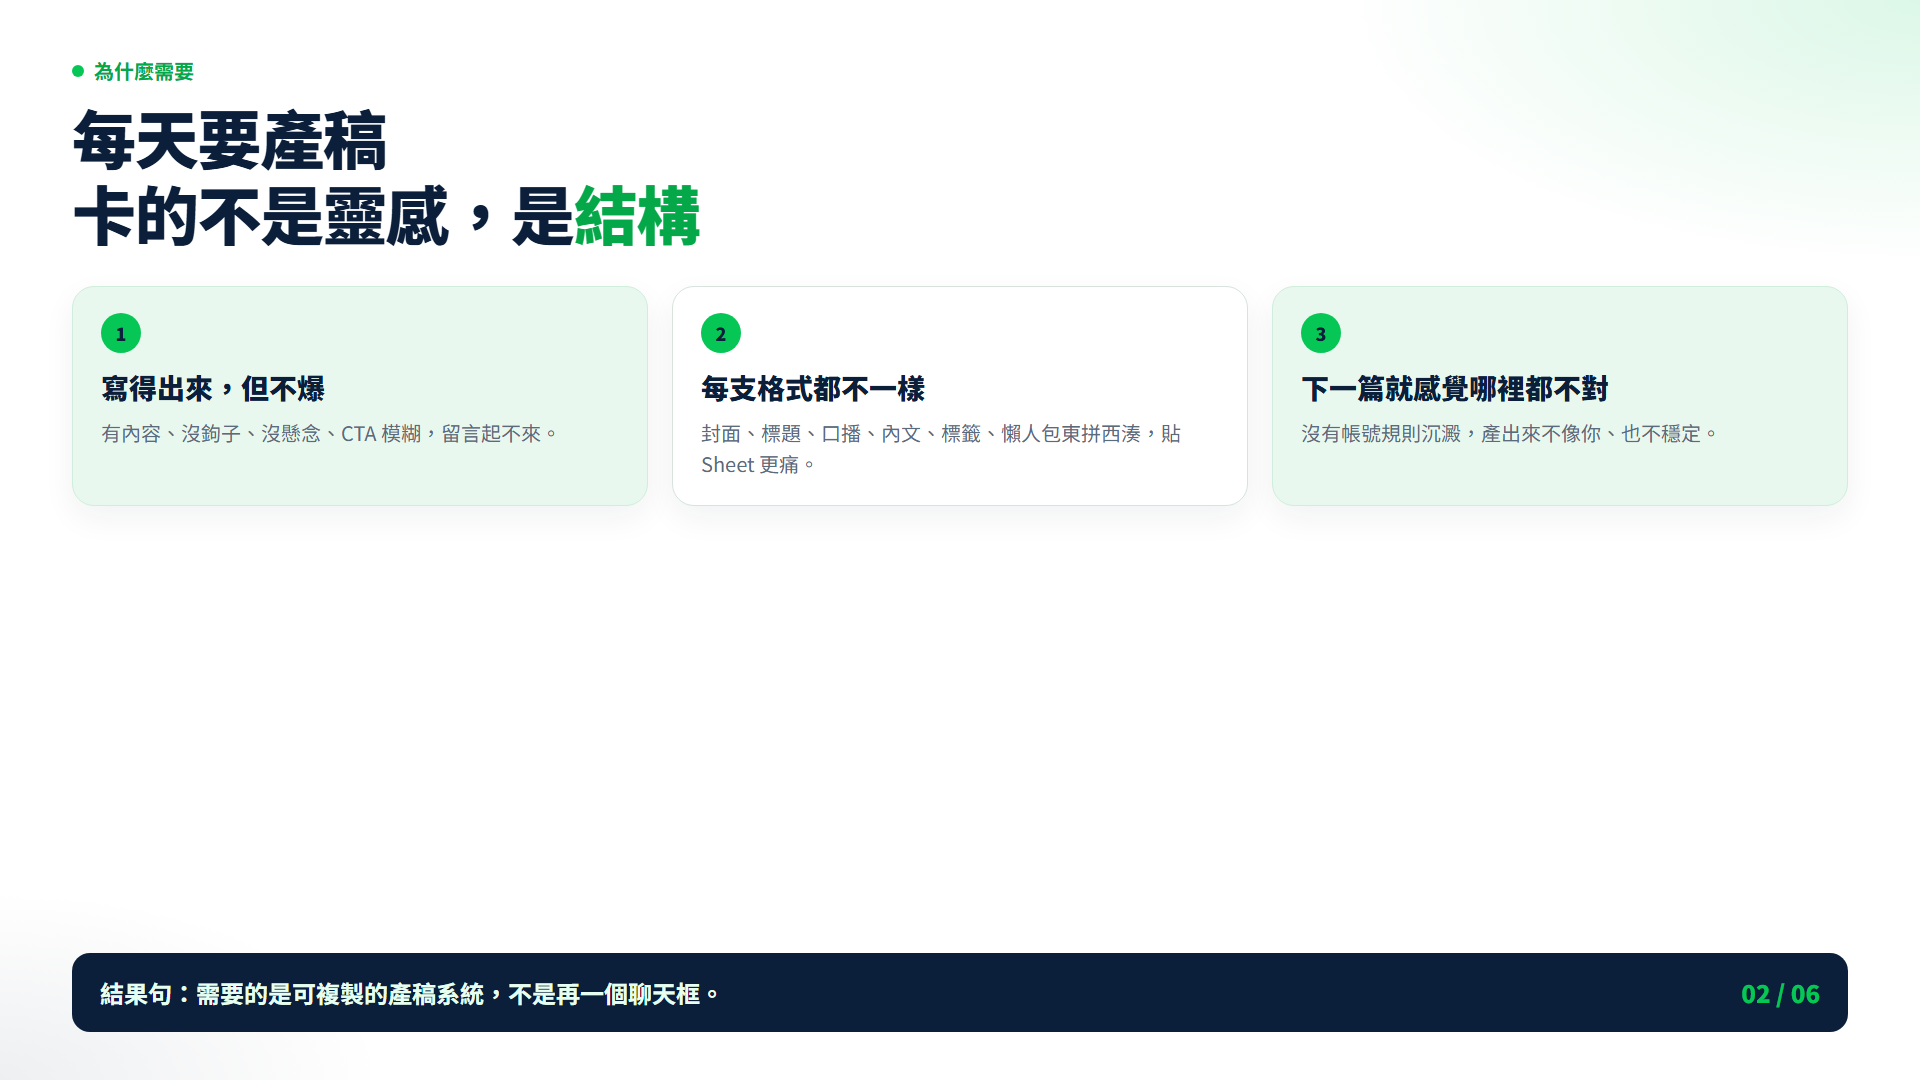 為什麼需要
每天要產稿
卡的不是靈感，是結構
1
寫得出來，但不爆
有內容、沒鉤子、沒懸念、CTA 模糊，留言起不來。
2
每支格式都不一樣
封面、標題、口播、內文、標籤、懶人包東拼西湊，貼
Sheet 更痛。
3
下一篇就感覺哪裡都不對
沒有帳號規則沉澱，產出來不像你、也不穩定。
結果句：需要的是可複製的產稿系統，不是再一個聊天框。
02 / 06